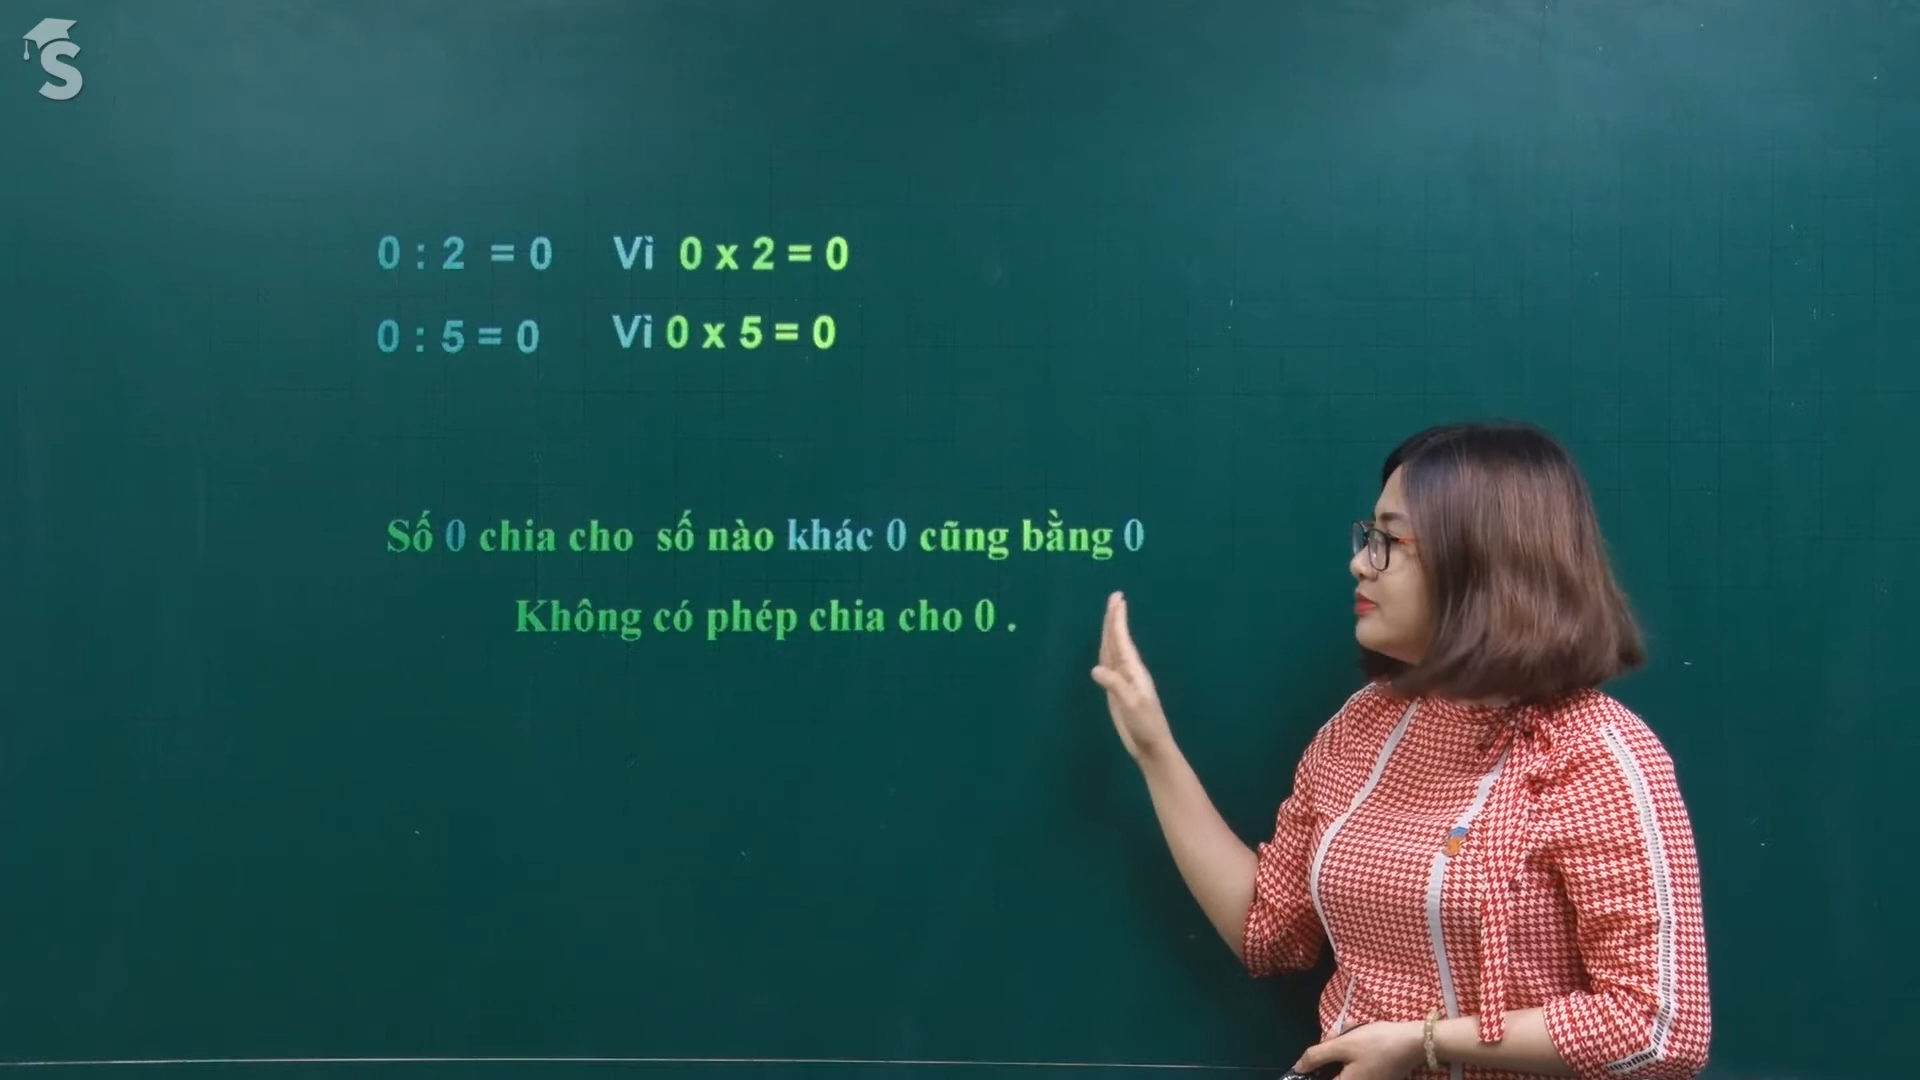 S
0 : 2 = 0 Vì 0 x 2 = 0
0 : 5 = 0 Vì 0 x 5 = 0
Số 0 chia cho số nào khác 0 cũng bằng 0
Không có phép chia cho 0 .